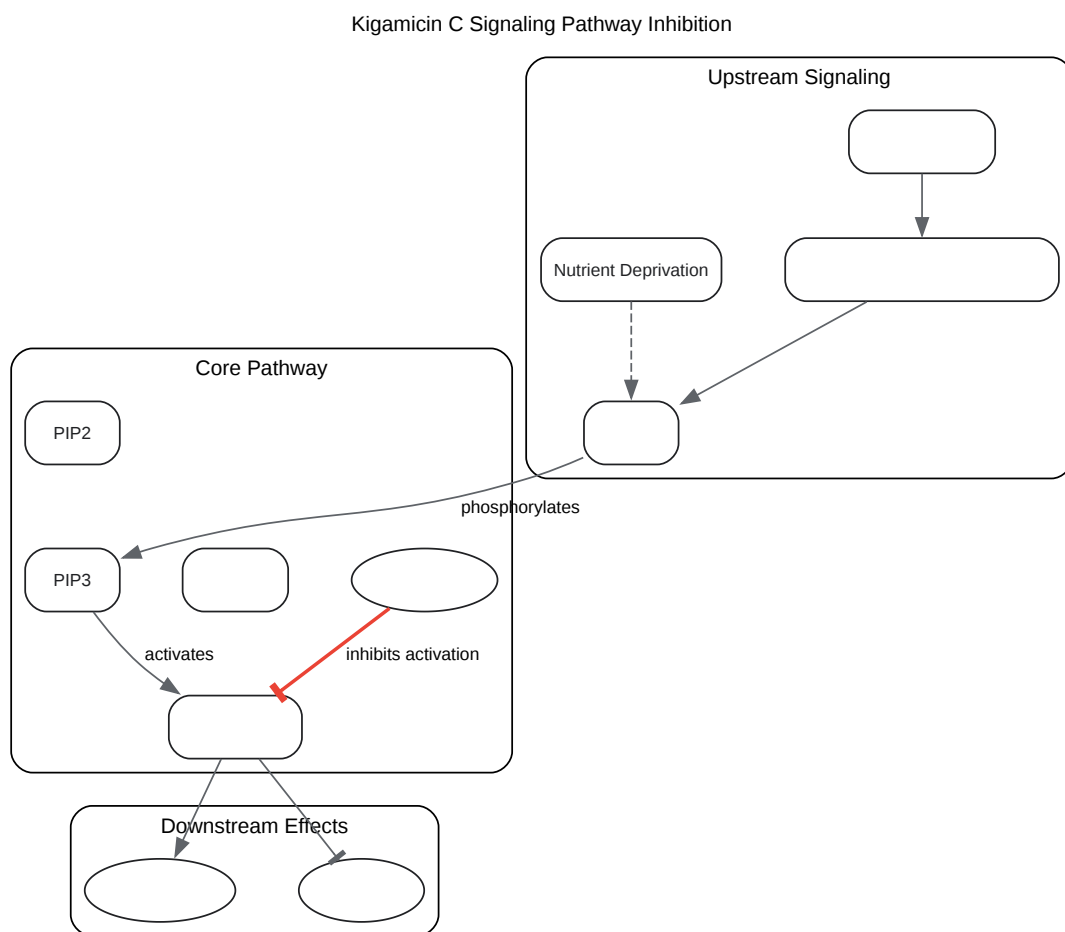 Kigamicin C Signaling Pathway Inhibition
Upstream Signaling
Nutrient Deprivation
Core Pathway
PIP2
phosphorylates
PIP3
activates
inhibits activation
Downstream Effects